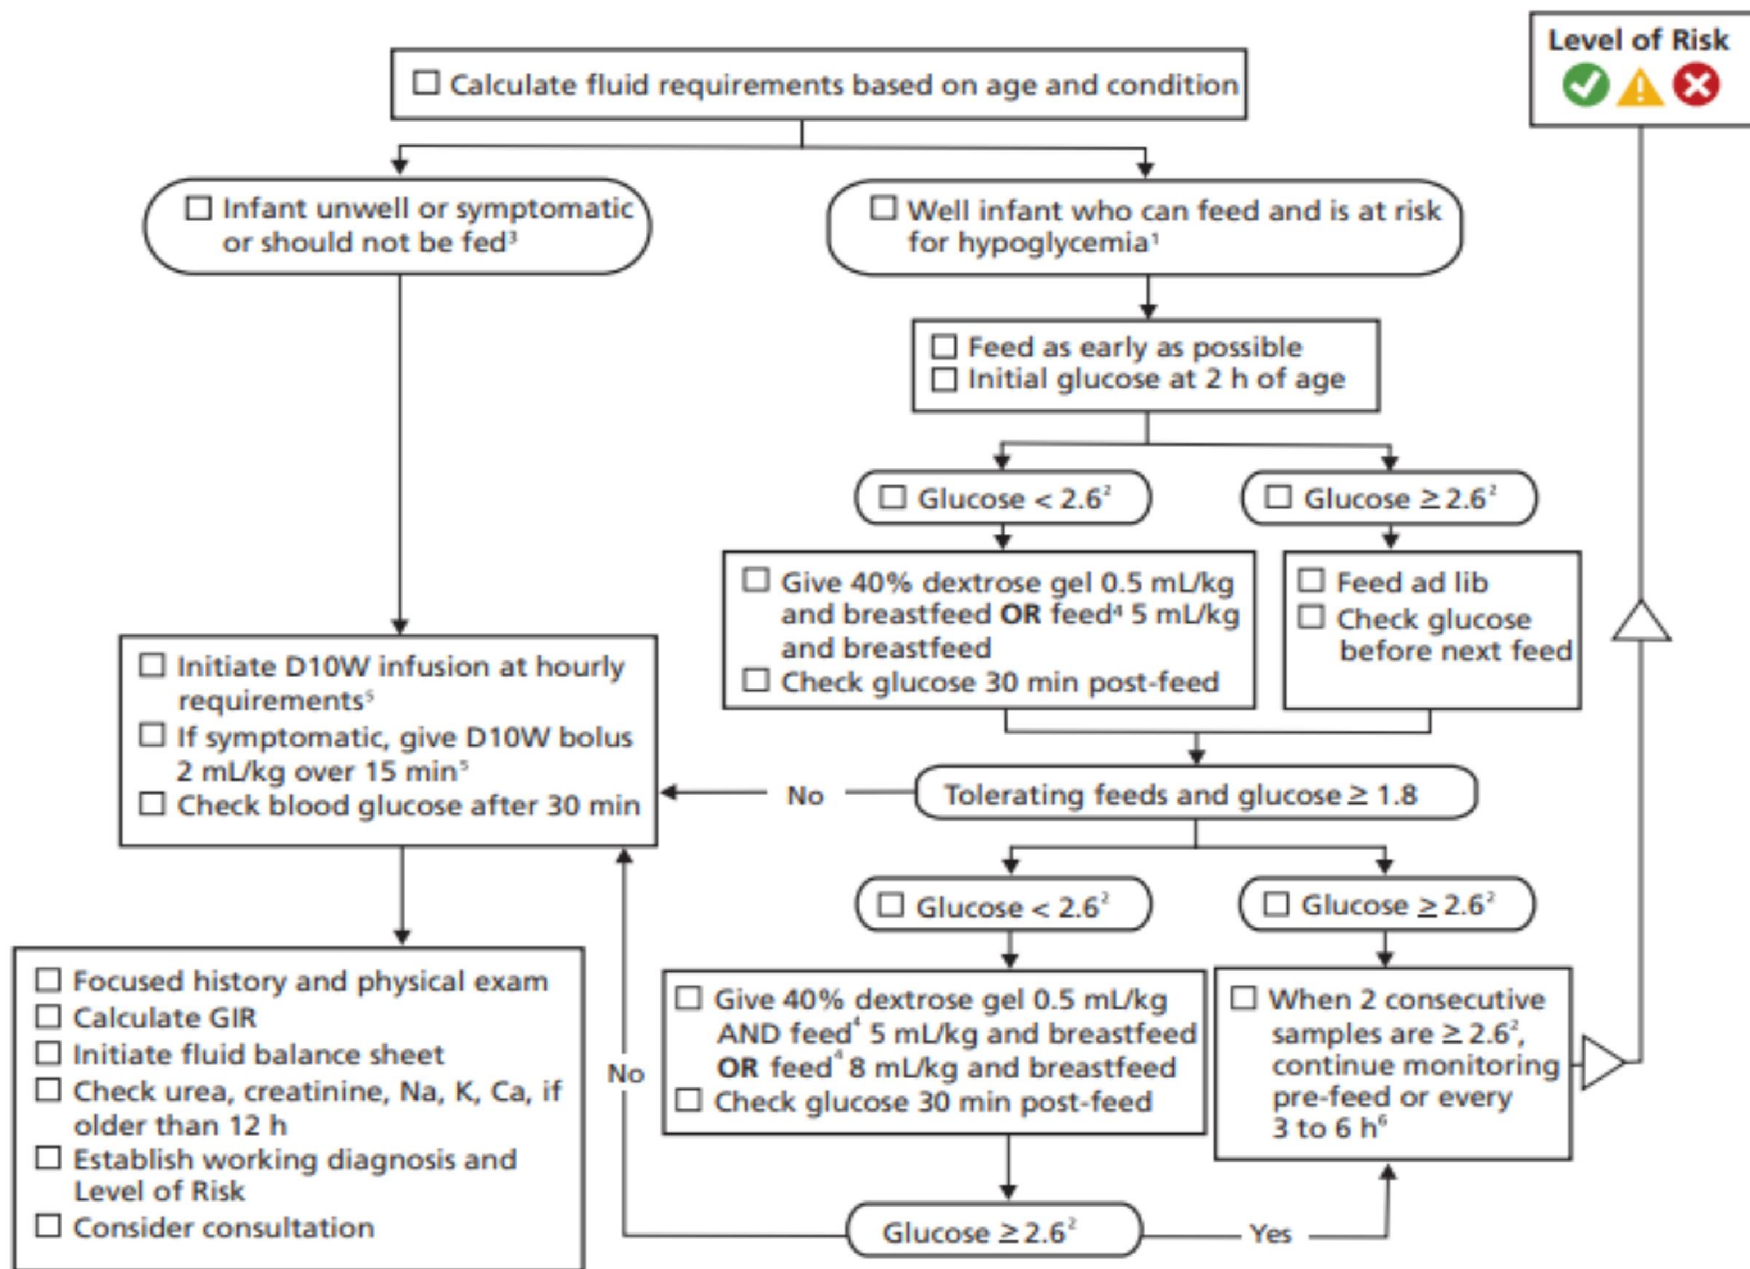 Level of Risk
☐ Calculate fluid requirements based on age and condition
☐ Infant unwell or symptomatic
or should not be fed³
☐ Well infant who can feed and is at risk
for hypoglycemia¹
☐ Feed as early as possible
☐ Initial glucose at 2 h of age
☐ Glucose < 2.6²
☐ Glucose ≥ 2.6²
☐ Give 40% dextrose gel 0.5 mL/kg
and breastfeed OR feed⁴ 5 mL/kg
and breastfeed
☐ Check glucose 30 min post-feed
☐ Feed ad lib
☐ Check glucose
before next feed
☐ Initiate D10W infusion at hourly
requirements⁵
☐ If symptomatic, give D10W bolus
2 mL/kg over 15 min⁵
☐ Check blood glucose after 30 min
No
Tolerating feeds and glucose ≥ 1.8
☐ Glucose < 2.6²
☐ Glucose ≥ 2.6²
☐ Give 40% dextrose gel 0.5 mL/kg
AND feed⁴ 5 mL/kg and breastfeed
OR feed⁴ 8 mL/kg and breastfeed
☐ Check glucose 30 min post-feed
☐ When 2 consecutive
samples are ≥ 2.6²,
continue monitoring
pre-feed or every
3 to 6 h⁶
☐ Focused history and physical exam
☐ Calculate GIR
☐ Initiate fluid balance sheet
☐ Check urea, creatinine, Na, K, Ca, if
older than 12 h
☐ Establish working diagnosis and
Level of Risk
☐ Consider consultation
No
Glucose ≥ 2.6²
Yes